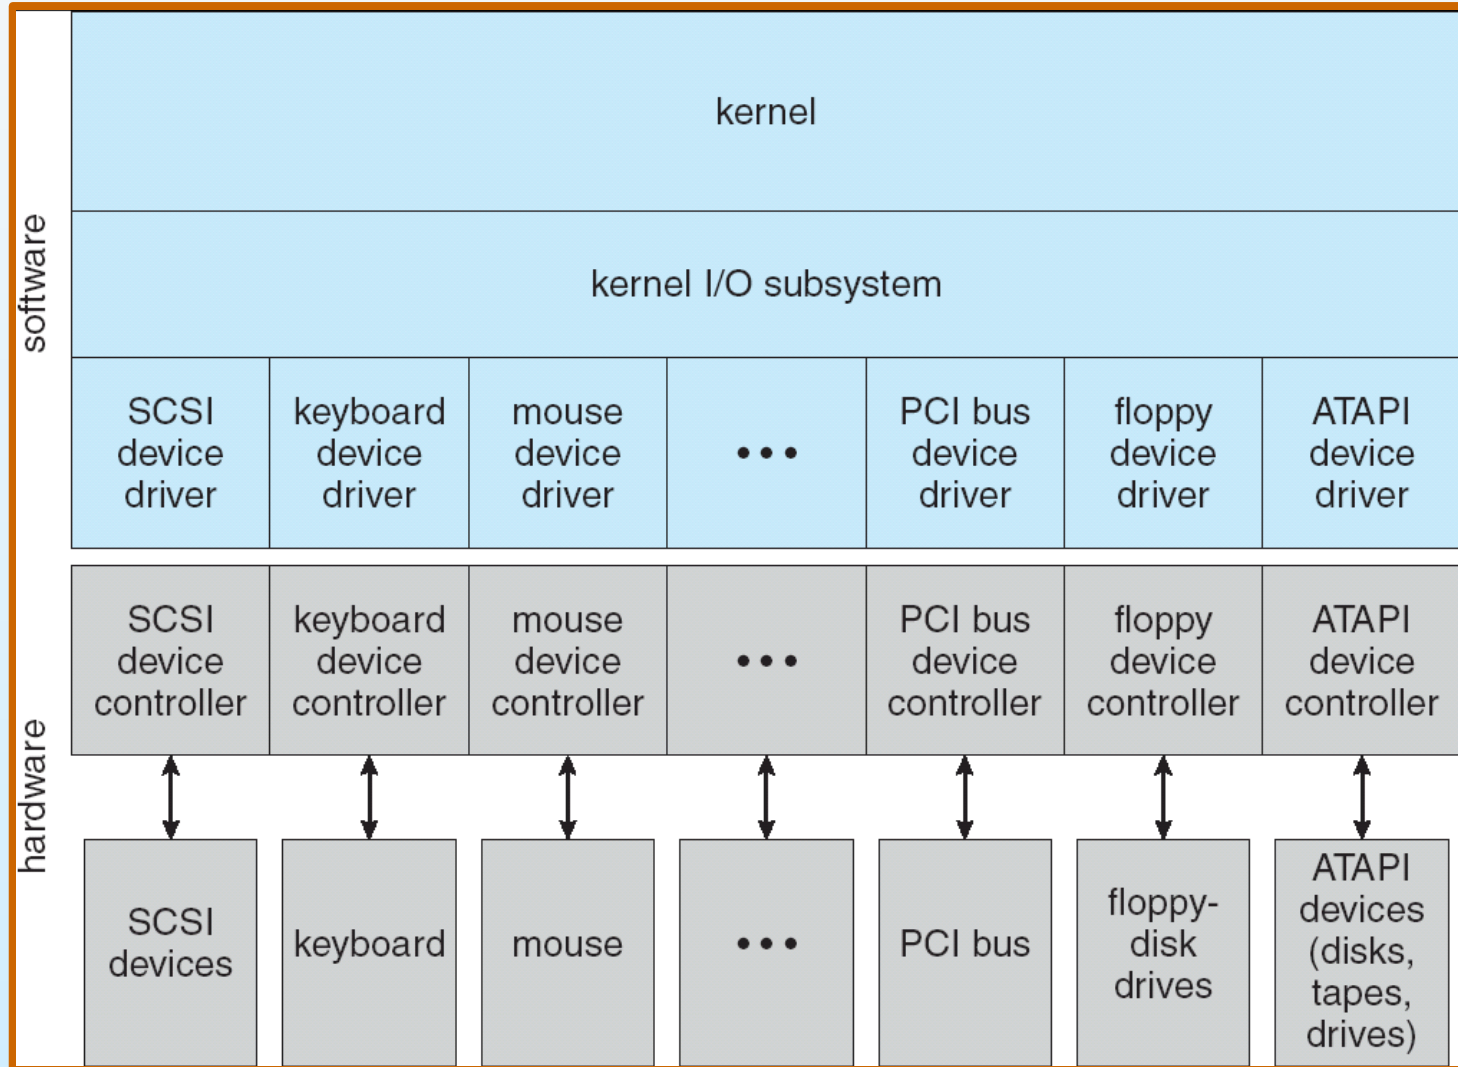 software
kernel
kernel I/O subsystem
SCSI
device
driver
keyboard
device
driver
mouse
device
driver
•••
PCI bus
device
driver
floppy
device
driver
ATAPI
device
driver
hardware
SCSI
device
controller
keyboard
device
controller
mouse
device
controller
•••
PCI bus
device
controller
floppy
device
controller
ATAPI
device
controller
SCSI
devices
keyboard
mouse
•••
PCI bus
floppy-
disk
drives
ATAPI
devices
(disks,
tapes,
drives)